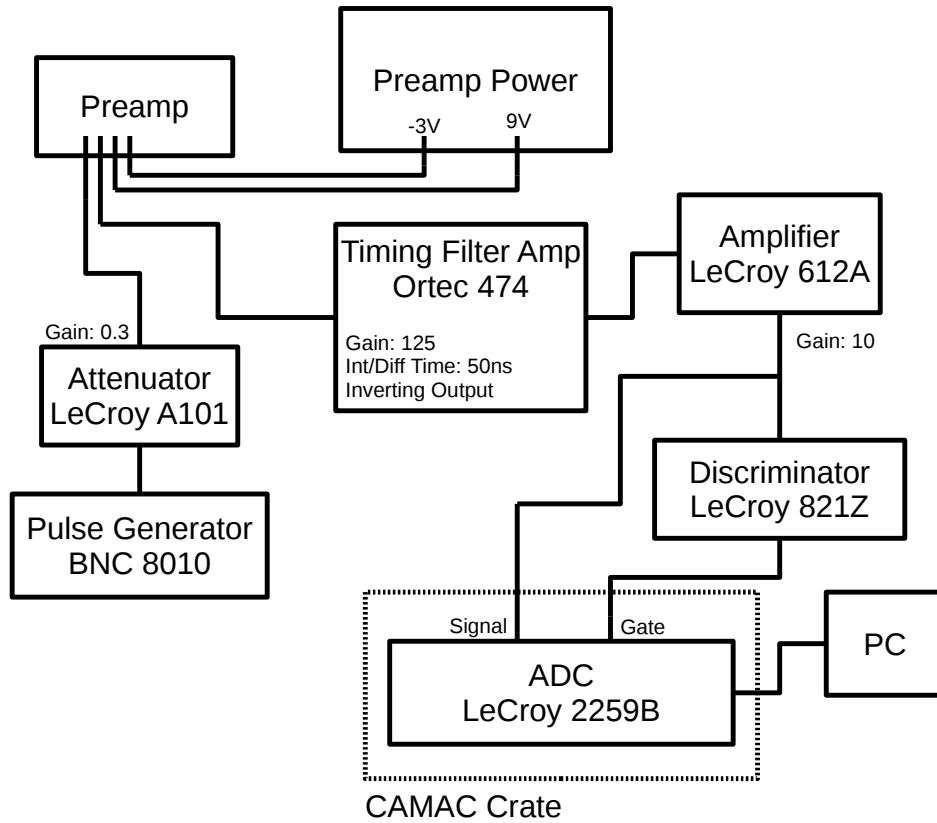 Preamp
Preamp Power
-3V
9V
Timing Filter Amp
Ortec 474
Gain: 125
Int/Diff Time: 50ns
Inverting Output
Amplifier
LeCroy 612A
Gain: 10
Gain: 0.3
Attenuator
LeCroy A101
Pulse Generator
BNC 8010
Discriminator
LeCroy 821Z
Signal
Gate
ADC
LeCroy 2259B
PC
CAMAC Crate